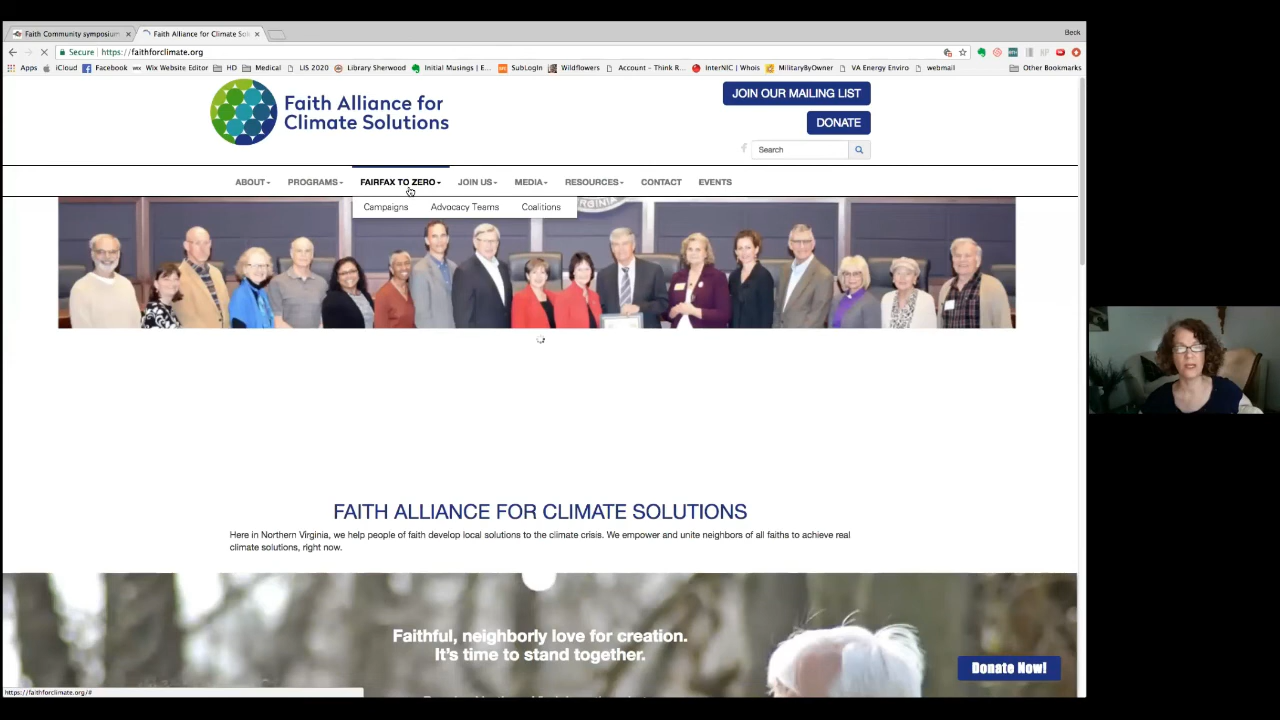 Faith Community symposium
Faith Alliance for Climate Sol
Beck
Secure
https://faithforclimate.org
Apps
iCloud
Facebook
Wix Website Editor
HD
Medical
LIS 2020
Library Sherwood
Initial Musings | E...
SubLogIn
Wildflowers
Account - Think R...
InterNIC | Whois
MilitaryByOwner
VA Energy Enviro
webmail
Other Bookmarks
Faith Alliance for
Climate Solutions
JOIN OUR MAILING LIST
DONATE
Search
ABOUT
PROGRAMS
FAIRFAX TO ZERO
JOIN US
MEDIA
RESOURCES
CONTACT
EVENTS
Campaigns
Advocacy Teams
Coalitions
FAITH ALLIANCE FOR CLIMATE SOLUTIONS
Here in Northern Virginia, we help people of faith develop local solutions to the climate crisis. We empower and unite neighbors of all faiths to achieve real
climate solutions, right now.
Faithful, neighborly love for creation.
It's time to stand together.
Donate Now!
https://faithforclimate.org/#